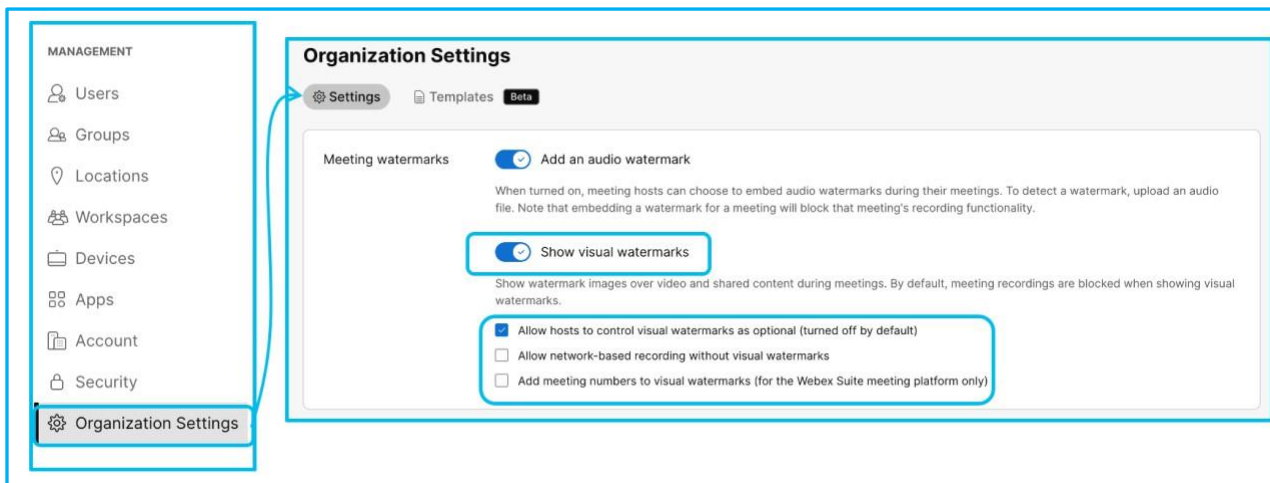 MANAGEMENT
Users
Groups
Locations
Workspaces
Devices
Apps
Account
Security
Organization Settings
Organization Settings
Settings
Templates Beta
Meeting watermarks
Add an audio watermark
When turned on, meeting hosts can choose to embed audio watermarks during their meetings. To detect a watermark, upload an audio
file. Note that embedding a watermark for a meeting will block that meeting's recording functionality.
Show visual watermarks
Show watermark images over video and shared content during meetings. By default, meeting recordings are blocked when showing visual
watermarks.
Allow hosts to control visual watermarks as optional (turned off by default)
Allow network-based recording without visual watermarks
Add meeting numbers to visual watermarks (for the Webex Suite meeting platform only)